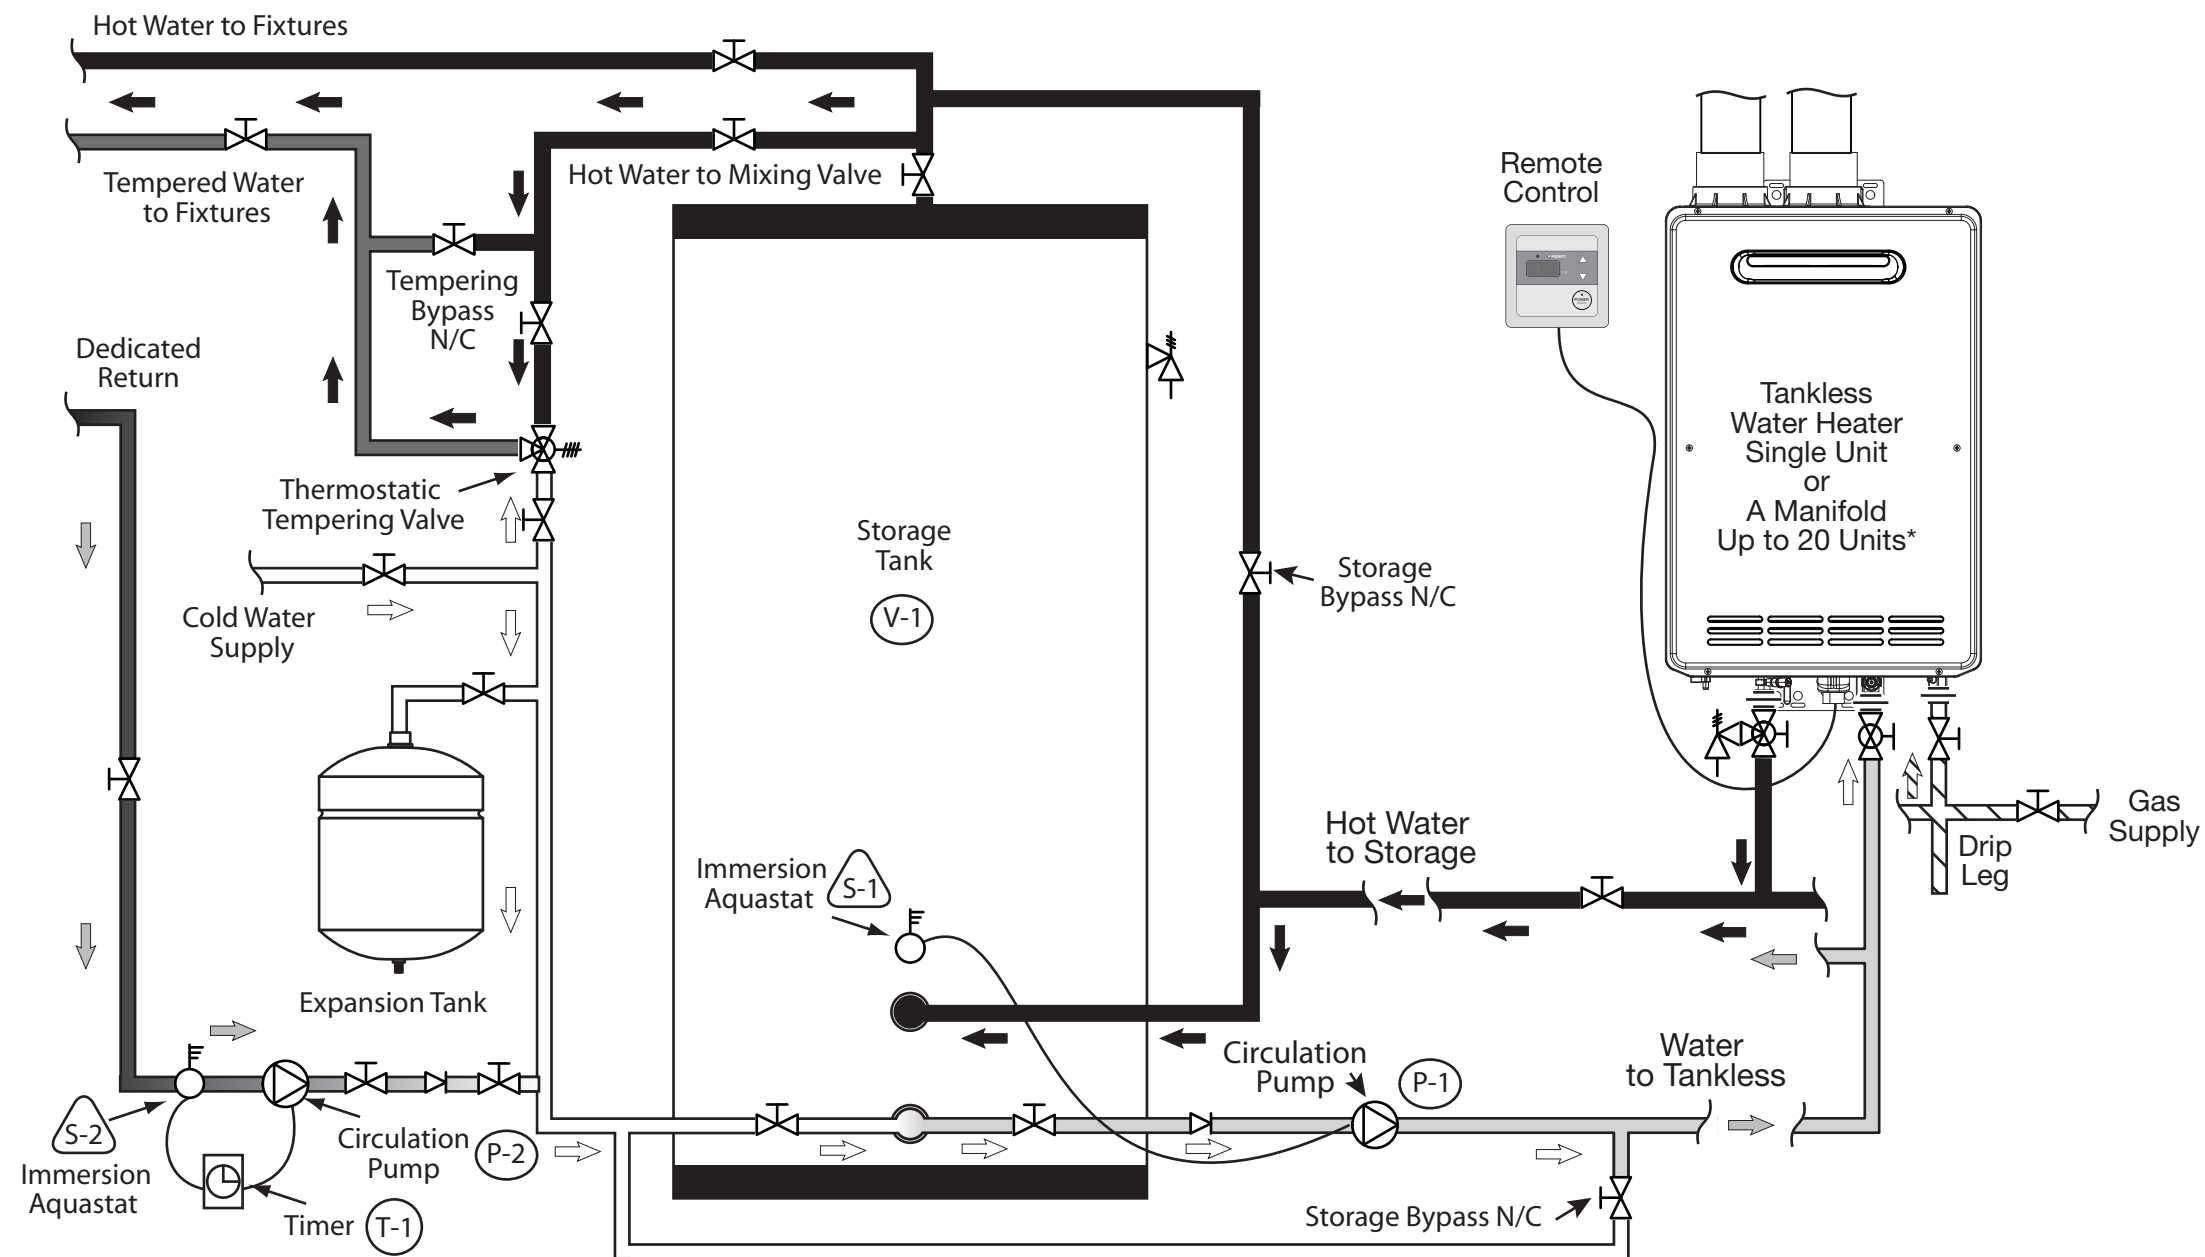 Hot Water to Fixtures
Tempered Water
to Fixtures
Hot Water to Mixing Valve
Tempering
Bypass
N/C
Dedicated
Return
Thermostatic
Tempering Valve
Cold Water
Supply
Expansion Tank
S-2
Immersion
Aquastat
Circulation
Pump
P-2
Timer
T-1
Storage
Tank
V-1
Immersion
Aquastat
S-1
Storage
Bypass N/C
Remote
Control
POWER
Tankless
Water Heater
Single Unit
or
A Manifold
Up to 20 Units*
Hot Water
to Storage
Gas
Supply
Drip
Leg
Circulation
Pump
P-1
Water
to Tankless
Storage Bypass N/C